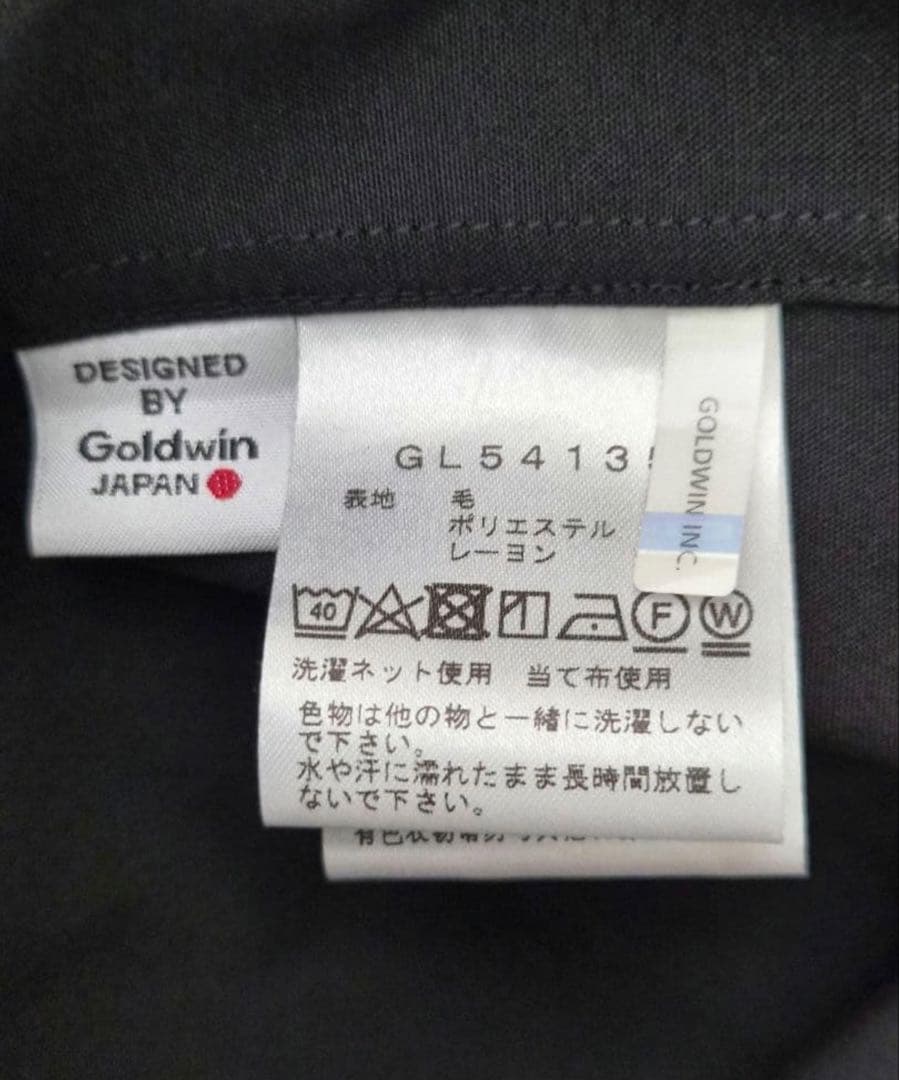 DESIGNED
BY
Goldwin
JAPAN
GL5413
表地 毛
ポリエステル
レーヨン
GOLDWIN INC.
40
F
W
洗濯ネット使用 当て布使用
色物は他の物と一緒に洗濯しない
で下さい。
水や汗に濡れたまま長時間放置し
ないで下さい。